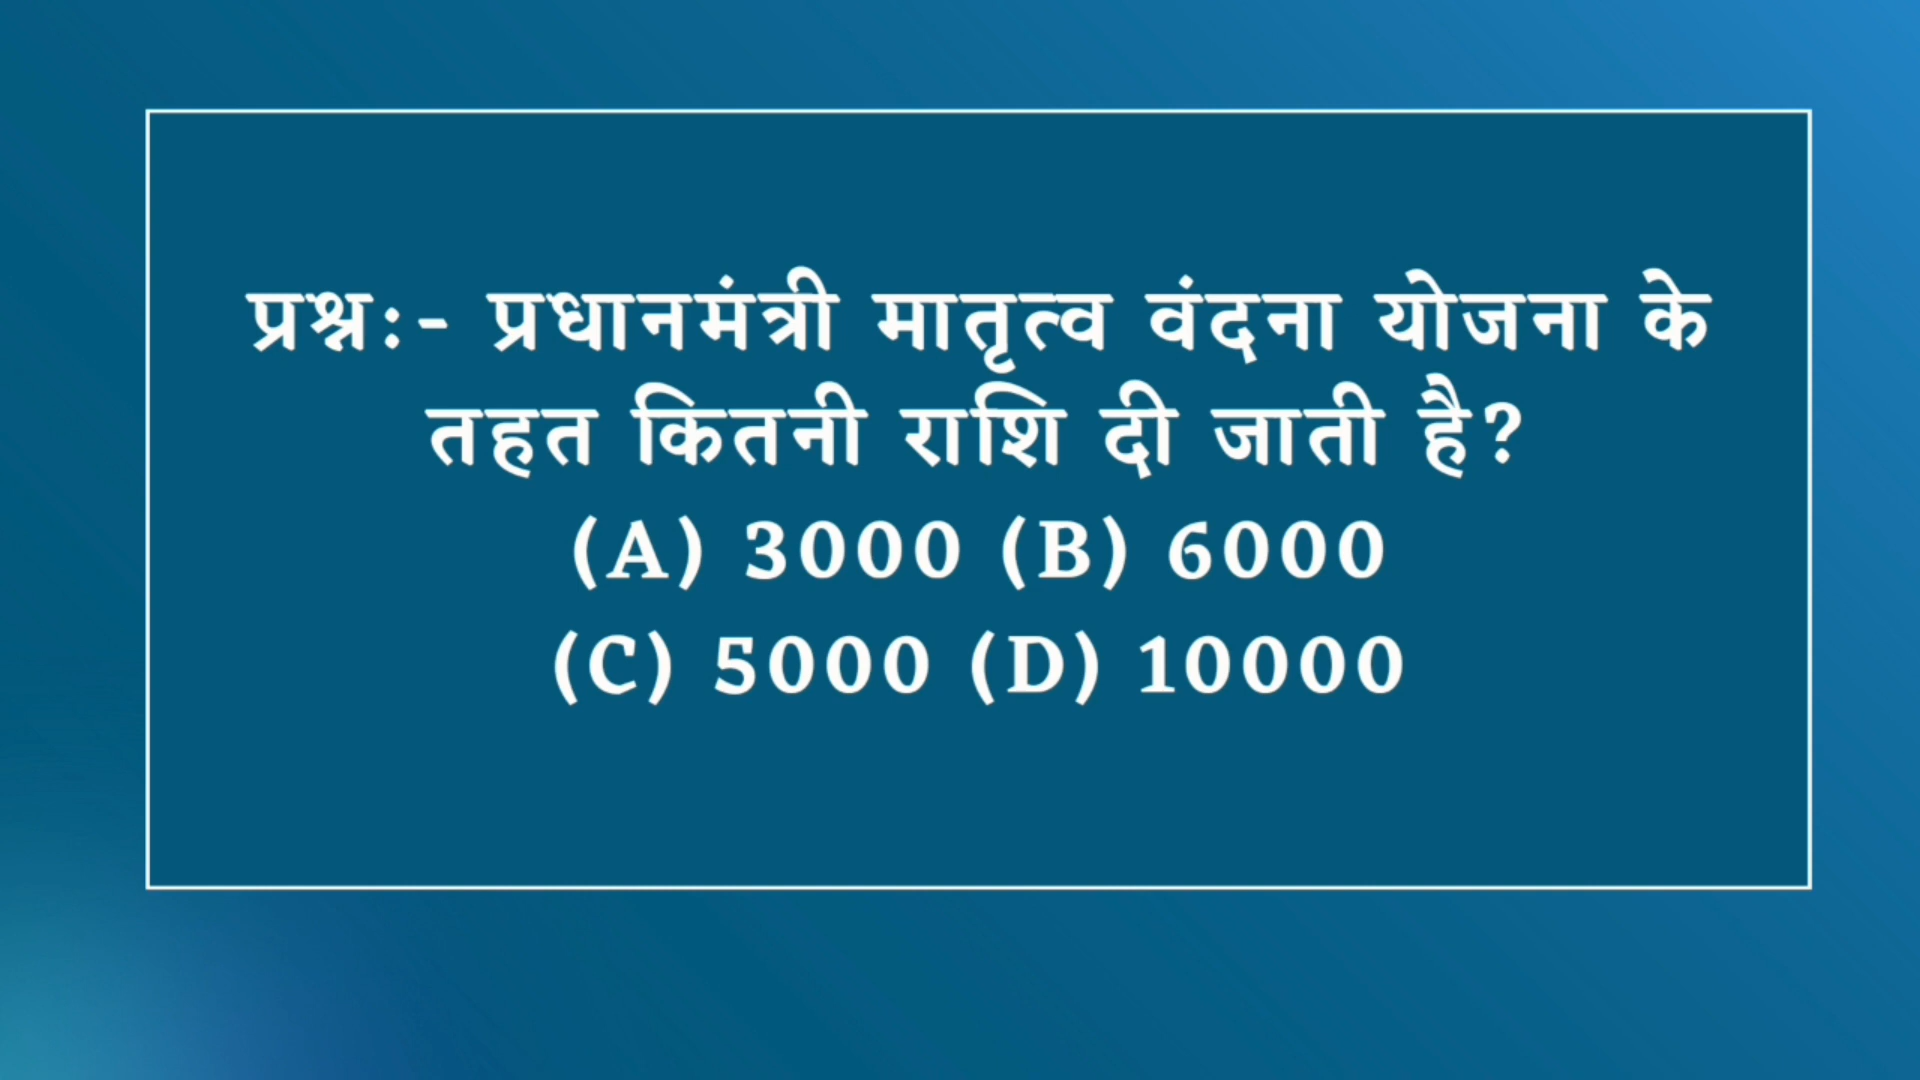 प्रश्न:- प्रधानमंत्री मातृत्व वंदना योजना के
तहत कितनी राशि दी जाती है?
(A) 3000 (B) 6000
(C) 5000 (D) 10000